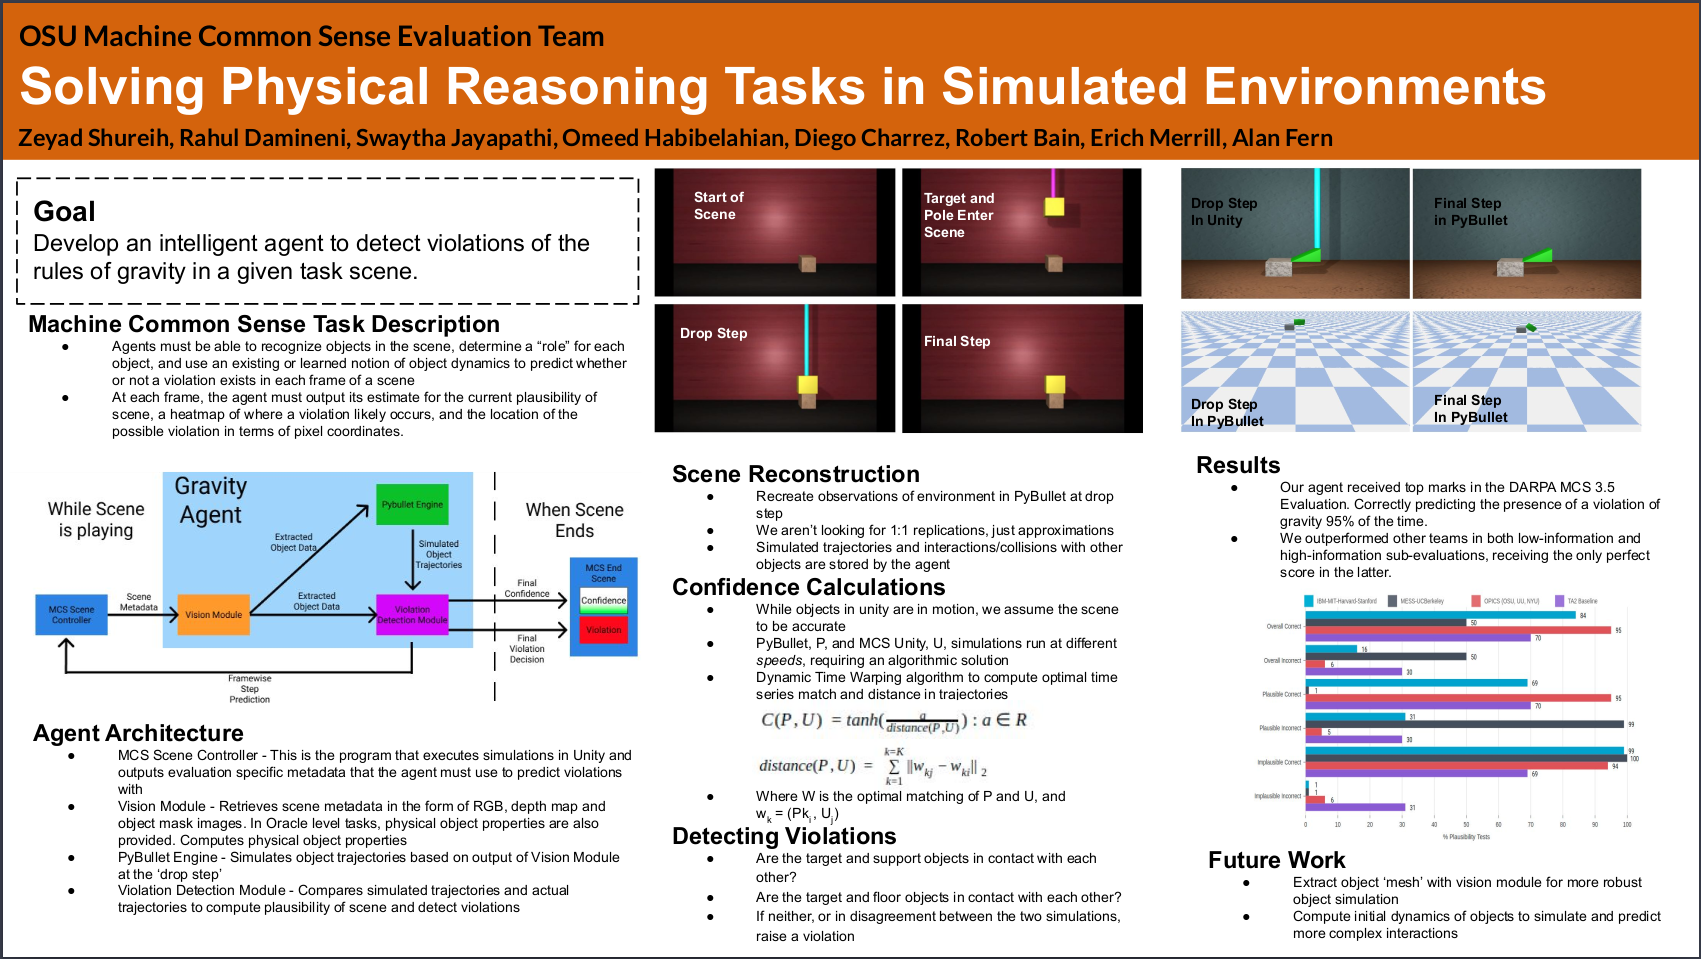 OSU Machine Common Sense Evaluation Team
Solving Physical Reasoning Tasks in Simulated Environments
Zeyad Shureih, Rahul Damineni, Swaytha Jayapathi, Omeed Habibelahian, Diego Charrez, Robert Bain, Erich Merrill, Alan Fern
Goal
Develop an intelligent agent to detect violations of the
rules of gravity in a given task scene.
Machine Common Sense Task Description
● Agents must be able to recognize objects in the scene, determine a “role” for each
object, and use an existing or learned notion of object dynamics to predict whether
or not a violation exists in each frame of a scene
● At each frame, the agent must output its estimate for the current plausibility of
scene, a heatmap of where a violation likely occurs, and the location of the
possible violation in terms of pixel coordinates.
While Scene
is playing
Gravity
Agent
Pybullet Engine
When Scene
Ends
Extracted
Object Data
Simulated
Object
Trajectories
MCS End
Scene
Confidence
Violation
Final
Confidence
Scene
Metadata
Extracted
Object Data
MCS Scene
Controller
Vision Module
Violation
Detection Module
Final
Violation
Decision
Framewise
Step
Prediction
Agent Architecture
● MCS Scene Controller - This is the program that executes simulations in Unity and
outputs evaluation specific metadata that the agent must use to predict violations
with
● Vision Module - Retrieves scene metadata in the form of RGB, depth map and
object mask images. In Oracle level tasks, physical object properties are also
provided. Computes physical object properties
● PyBullet Engine - Simulates object trajectories based on output of Vision Module
at the ‘drop step’
● Violation Detection Module - Compares simulated trajectories and actual
trajectories to compute plausibility of scene and detect violations
Start of
Scene
Target and
Pole Enter
Scene
Drop Step
Final Step
Scene Reconstruction
● Recreate observations of environment in PyBullet at drop
step
● We aren’t looking for 1:1 replications, just approximations
● Simulated trajectories and interactions/collisions with other
objects are stored by the agent
Confidence Calculations
● While objects in unity are in motion, we assume the scene
to be accurate
● PyBullet, P, and MCS Unity, U, simulations run at different
speeds, requiring an algorithmic solution
● Dynamic Time Warping algorithm to compute optimal time
series match and distance in trajectories
C(P, U) = tanh(a/distance(P,U)) : a ∈ R
distance(P, U) = Σ k=1 k=K ||w_kj − w_ki||_2
● Where W is the optimal matching of P and U, and
w_k = (Pk_i, U_j)
Detecting Violations
● Are the target and support objects in contact with each
other?
● Are the target and floor objects in contact with each other?
● If neither, or in disagreement between the two simulations,
raise a violation
Drop Step
In Unity
Final Step
in PyBullet
Drop Step
In PyBullet
Final Step
In PyBullet
Results
● Our agent received top marks in the DARPA MCS 3.5
Evaluation. Correctly predicting the presence of a violation of
gravity 95% of the time.
● We outperformed other teams in both low-information and
high-information sub-evaluations, receiving the only perfect
score in the latter.
IBM-MIT-Harvard-Stanford MESS-UCBerkeley OPICS (OSU, UU, NYU) TA2 Baseline
Overall Correct 84 50 95 70
Overall Incorrect 16 50 6 30
Plausible Correct 69 1 95 70
Plausible Incorrect 31 99 5 30
Implausible Correct 99 100 94 69
Implausible Incorrect 1 1 6 31
0 10 20 30 40 50 60 70 80 90 100
% Plausibility Tests
Future Work
● Extract object ‘mesh’ with vision module for more robust
object simulation
● Compute initial dynamics of objects to simulate and predict
more complex interactions